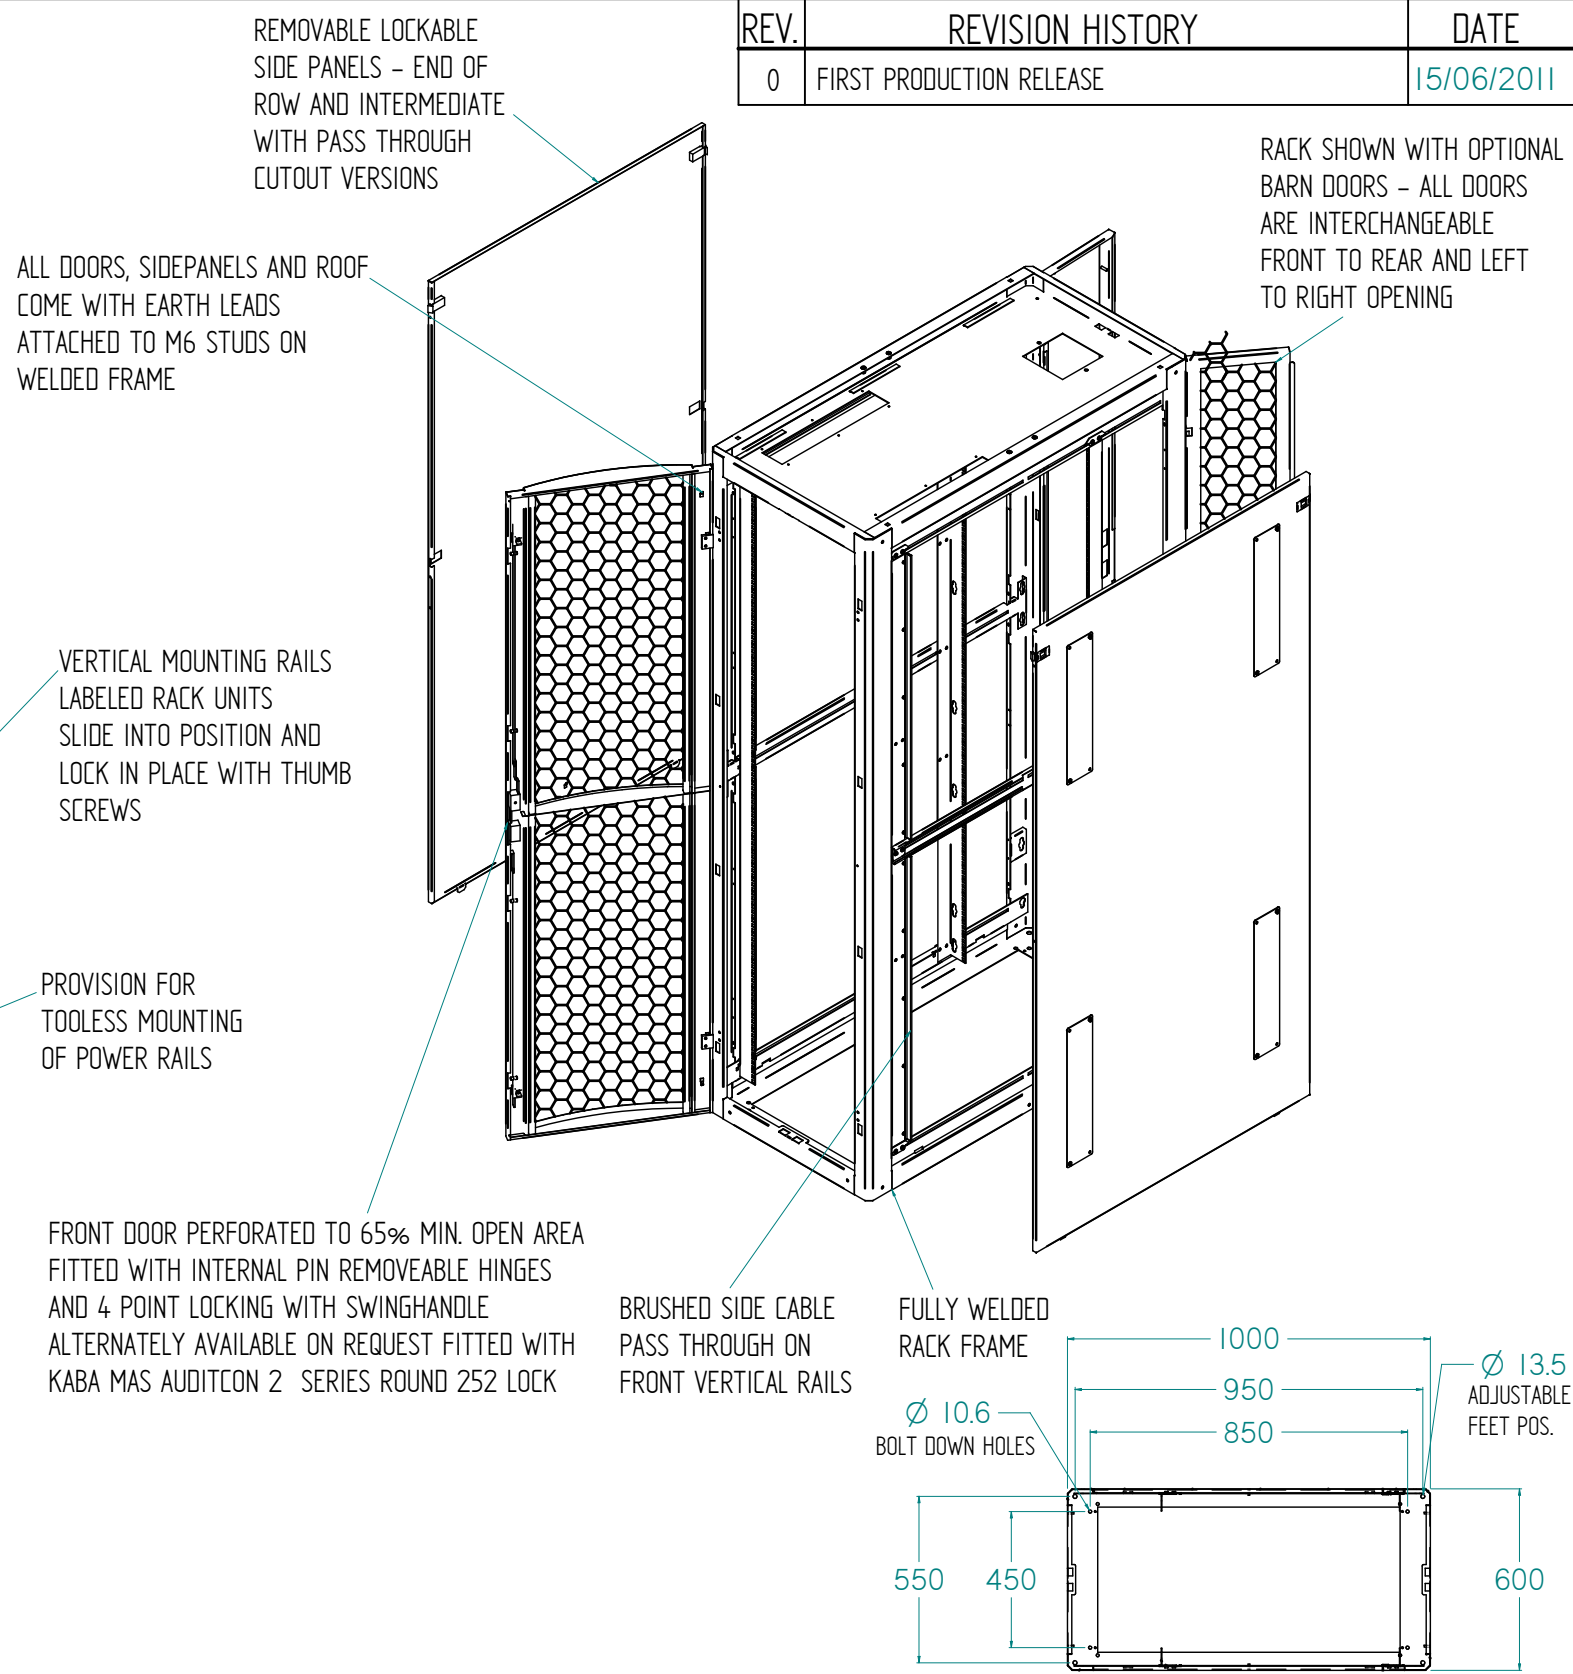 REV. REVISION HISTORY DATE
0 FIRST PRODUCTION RELEASE 15/06/2011
REMOVABLE LOCKABLE
SIDE PANELS - END OF
ROW AND INTERMEDIATE
WITH PASS THROUGH
CUTOUT VERSIONS
RACK SHOWN WITH OPTIONAL
BARN DOORS - ALL DOORS
ARE INTERCHANGEABLE
FRONT TO REAR AND LEFT
TO RIGHT OPENING
ALL DOORS, SIDEPANELS AND ROOF
COME WITH EARTH LEADS
ATTACHED TO M6 STUDS ON
WELDED FRAME
VERTICAL MOUNTING RAILS
LABELED RACK UNITS
SLIDE INTO POSITION AND
LOCK IN PLACE WITH THUMB
SCREWS
PROVISION FOR
TOOLESS MOUNTING
OF POWER RAILS
FRONT DOOR PERFORATED TO 65% MIN. OPEN AREA
FITTED WITH INTERNAL PIN REMOVEABLE HINGES
AND 4 POINT LOCKING WITH SWINGHANDLE
ALTERNATELY AVAILABLE ON REQUEST FITTED WITH
KABA MAS AUDITCON 2 SERIES ROUND 252 LOCK
BRUSHED SIDE CABLE
PASS THROUGH ON
FRONT VERTICAL RAILS
FULLY WELDED
RACK FRAME
1000
950
850
Ø 13.5
ADJUSTABLE
FEET POS.
Ø 10.6
BOLT DOWN HOLES
550
450
600